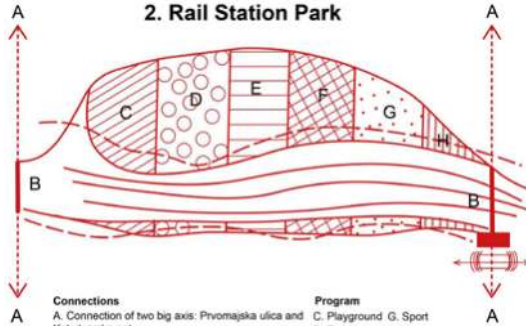 2. Rail Station Park
A
A
C
D
E
F
G
H
B
B
A
A
Connections
Program
A. Connection of two big axis: Prvomajska ulica and
C. Playground G. Sport